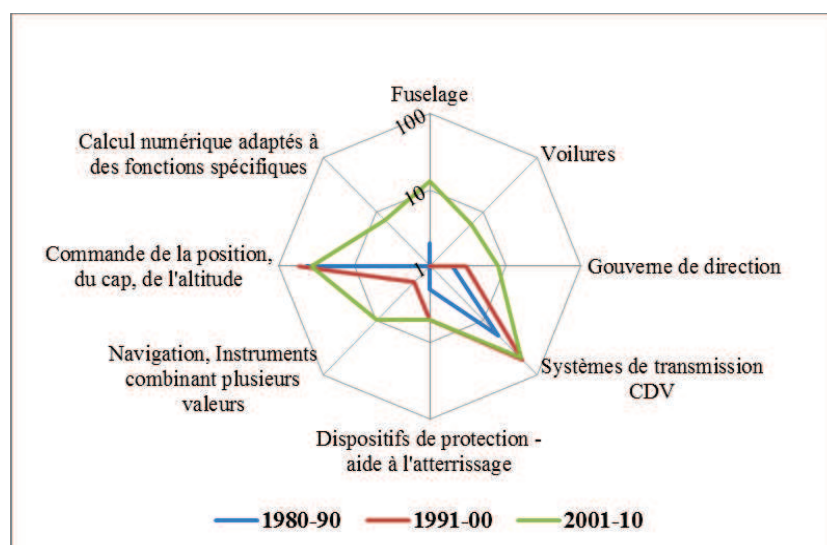 Fuselage
100
Calcul numérique adaptés à
des fonctions spécifiques
Voilures
10
Commande de la position,
du cap, de l'altitude
1
Gouverne de direction
Navigation, Instruments
combinant plusieurs
valeurs
Systèmes de transmission
CDV
Dispositifs de protection -
aide à l'atterrissage
1980-90
1991-00
2001-10